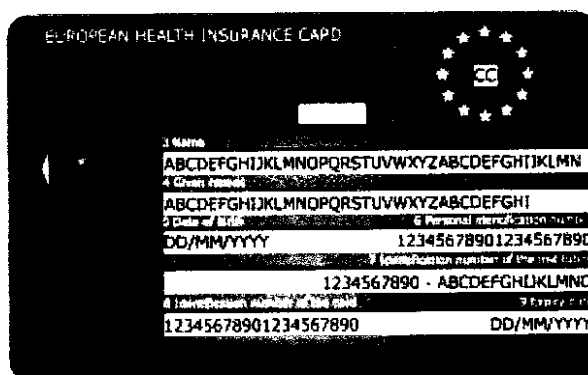 EUROPEAN HEALTH INSURANCE CARD
CC
3 Name
ABCDEFGHIJKLMNOPQRSTUVWXYZABCDEFGHIJKLMN
4 Given names
ABCDEFGHIJKLMNOPQRSTUVWXYZABCDEFGHI
5 Date of birth 6 Personal identification number
DD/MM/YYYY 12345678901234567890
7 Identification number of the institution
1234567890 - ABCDEFGHIJKLMNO
8 Identification number of the card 9 Expiry date
12345678901234567890 DD/MM/YYYY